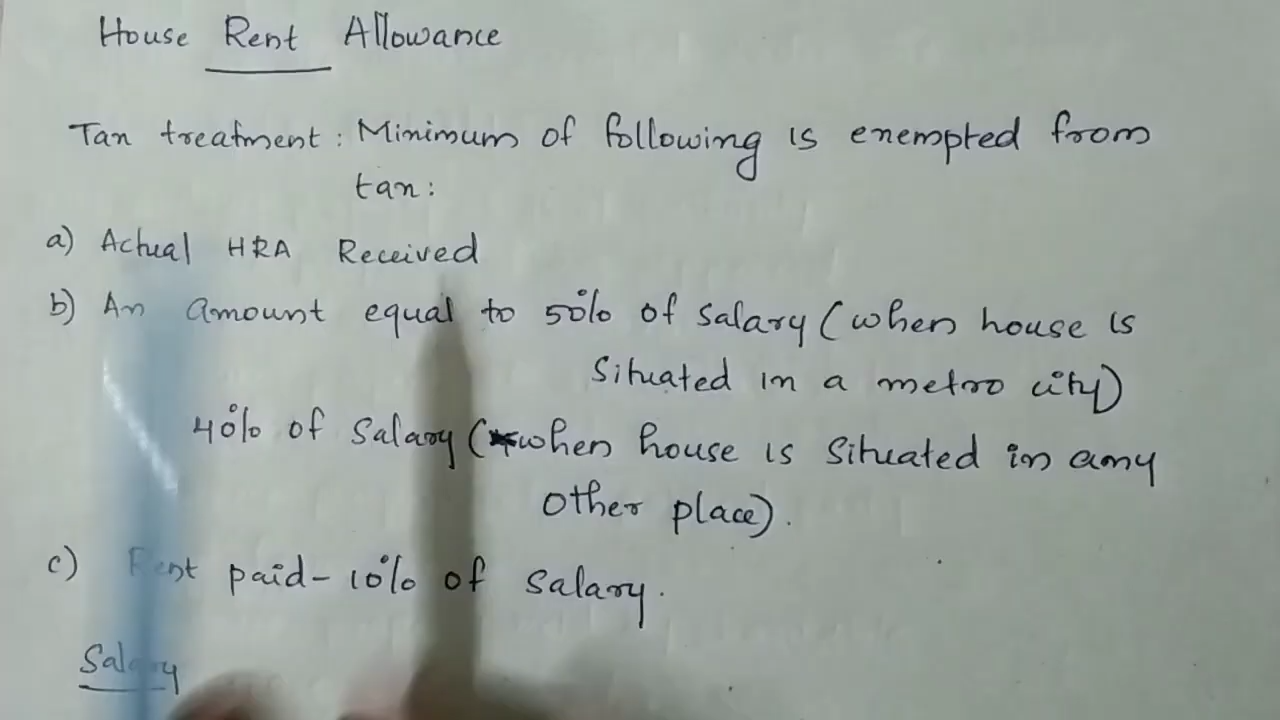 House Rent Allowance
Tax treatment: Minimum of following is exempted from
tax:
a) Actual HRA Received
b) An amount equal to 50% of salary (when house is
situated in a metro city)
40% of salary (when house is situated in any
other place).
c) Rent paid - 10% of salary.
Salary